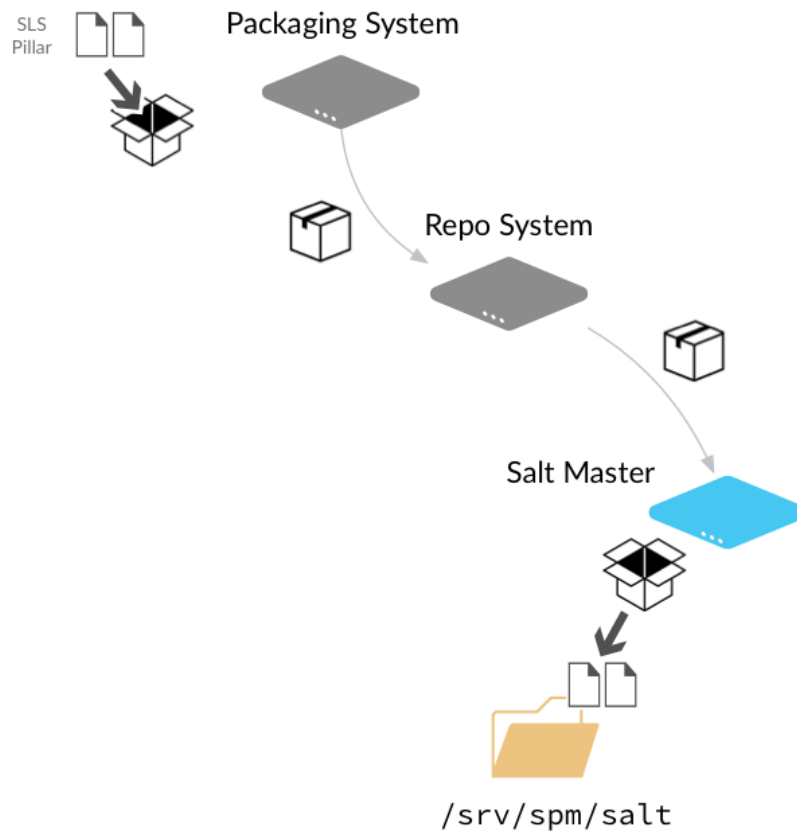 SLS
Pillar
Packaging System
Repo System
Salt Master
/srv/spm/salt